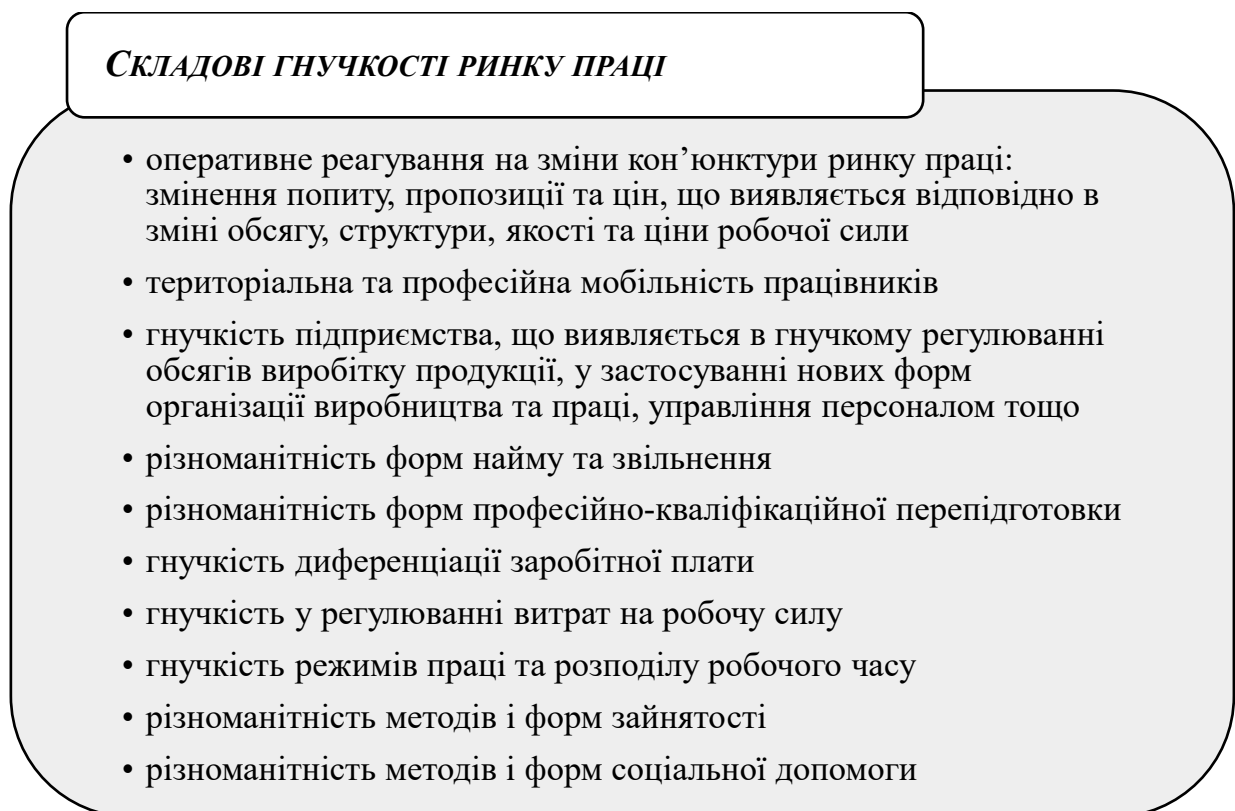 СКЛАДОВІ ГНУЧКОСТІ РИНКУ ПРАЦІ
• оперативне реагування на зміни кон’юнктури ринку праці:
змінення попиту, пропозиції та цін, що виявляється відповідно в
зміні обсягу, структури, якості та ціни робочої сили
• територіальна та професійна мобільність працівників
• гнучкість підприємства, що виявляється в гнучкому регулюванні
обсягів виробітку продукції, у застосуванні нових форм
організації виробництва та праці, управління персоналом тощо
• різноманітність форм найму та звільнення
• різноманітність форм професійно-кваліфікаційної перепідготовки
• гнучкість диференціації заробітної плати
• гнучкість у регулюванні витрат на робочу силу
• гнучкість режимів праці та розподілу робочого часу
• різноманітність методів і форм зайнятості
• різноманітність методів і форм соціальної допомоги